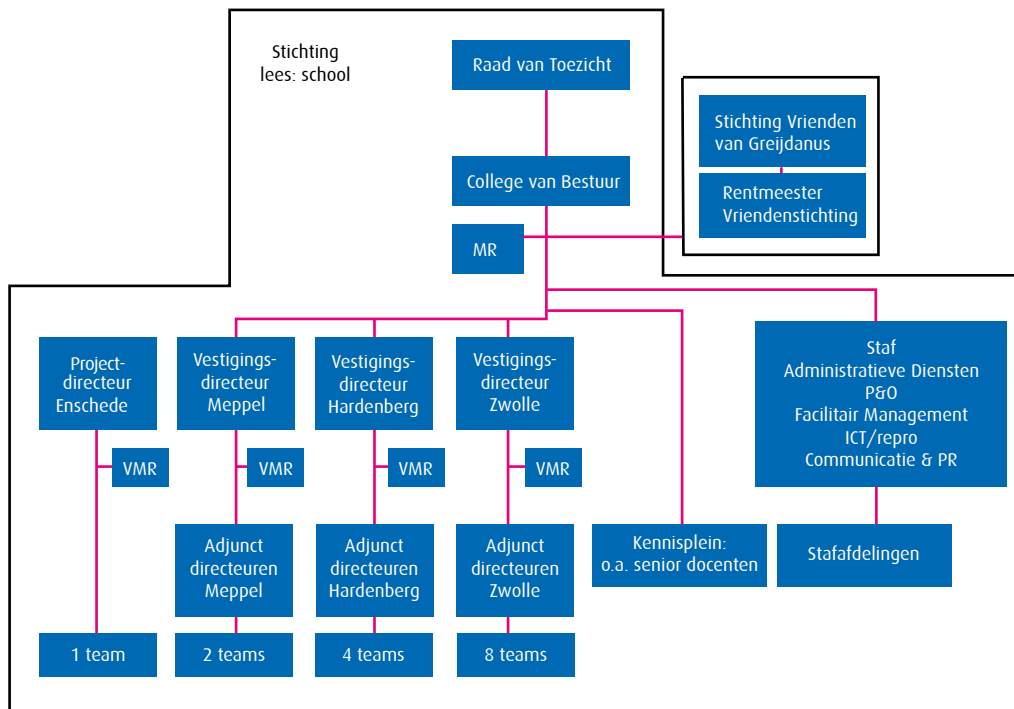 Stichting
lees: school
Raad van Toezicht
Stichting Vrienden
van Greijdanus
College van Bestuur
Rentmeester
Vriendenstichting
MR
Project-
directeur
Enschede
Vestigings-
directeur
Meppel
Vestigings-
directeur
Hardenberg
Vestigings-
directeur
Zwolle
Staf
Administratieve Diensten
P&O
Facilitair Management
ICT/repro
Communicatie & PR
VMR
VMR
VMR
VMR
Adjunct
directeuren
Meppel
Adjunct
directeuren
Hardenberg
Adjunct
directeuren
Zwolle
Kennisplein:
o.a. senior docenten
Stafafdelingen
1 team
2 teams
4 teams
8 teams